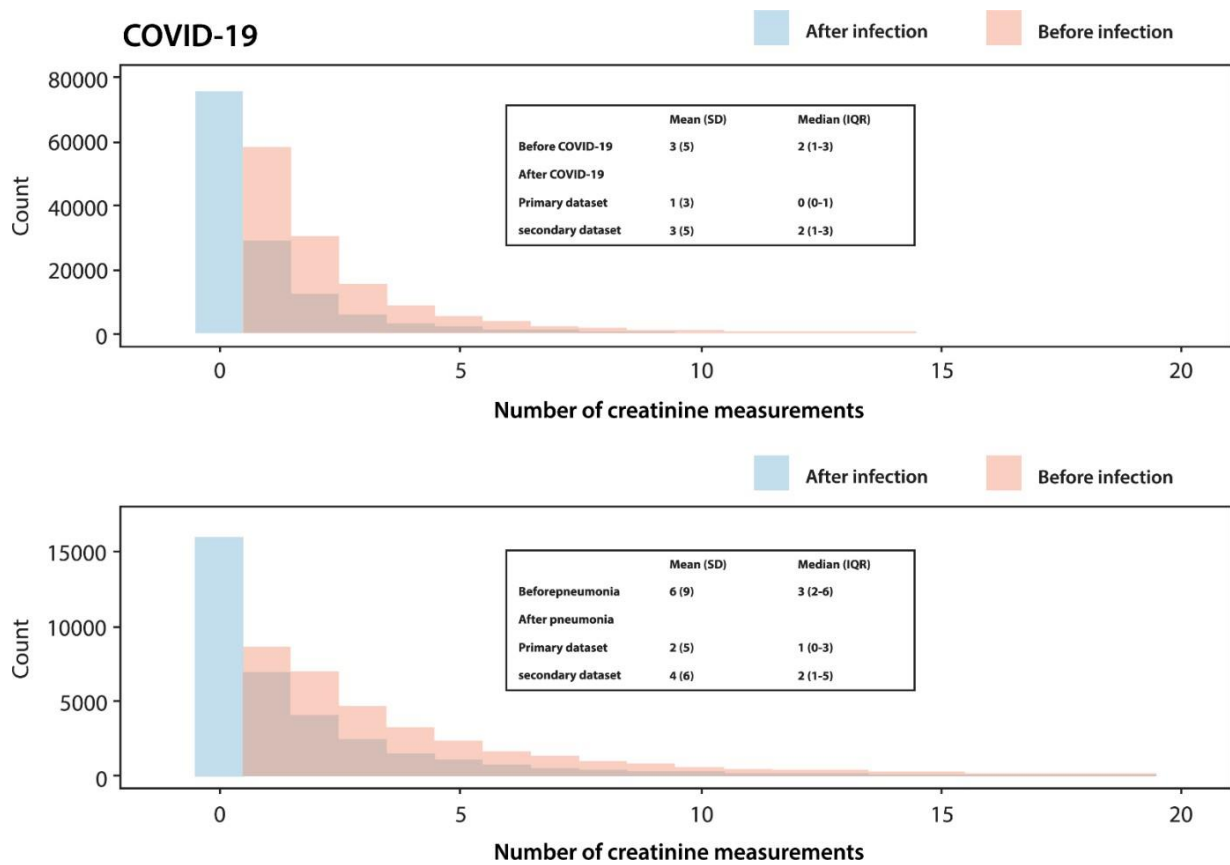 COVID-19
After infection
Before infection
80000
60000
40000
20000
0
Count
Mean (SD) Median (IQR)
Before COVID-19 3 (5) 2 (1-3)
After COVID-19
Primary dataset 1 (3) 0 (0-1)
secondary dataset 3 (5) 2 (1-3)
0 5 10 15 20
Number of creatinine measurements
After infection
Before infection
15000
10000
5000
0
Count
Mean (SD) Median (IQR)
Beforepneumonia 6 (9) 3 (2-6)
After pneumonia
Primary dataset 2 (5) 1 (0-3)
secondary dataset 4 (6) 2 (1-5)
0 5 10 15 20
Number of creatinine measurements